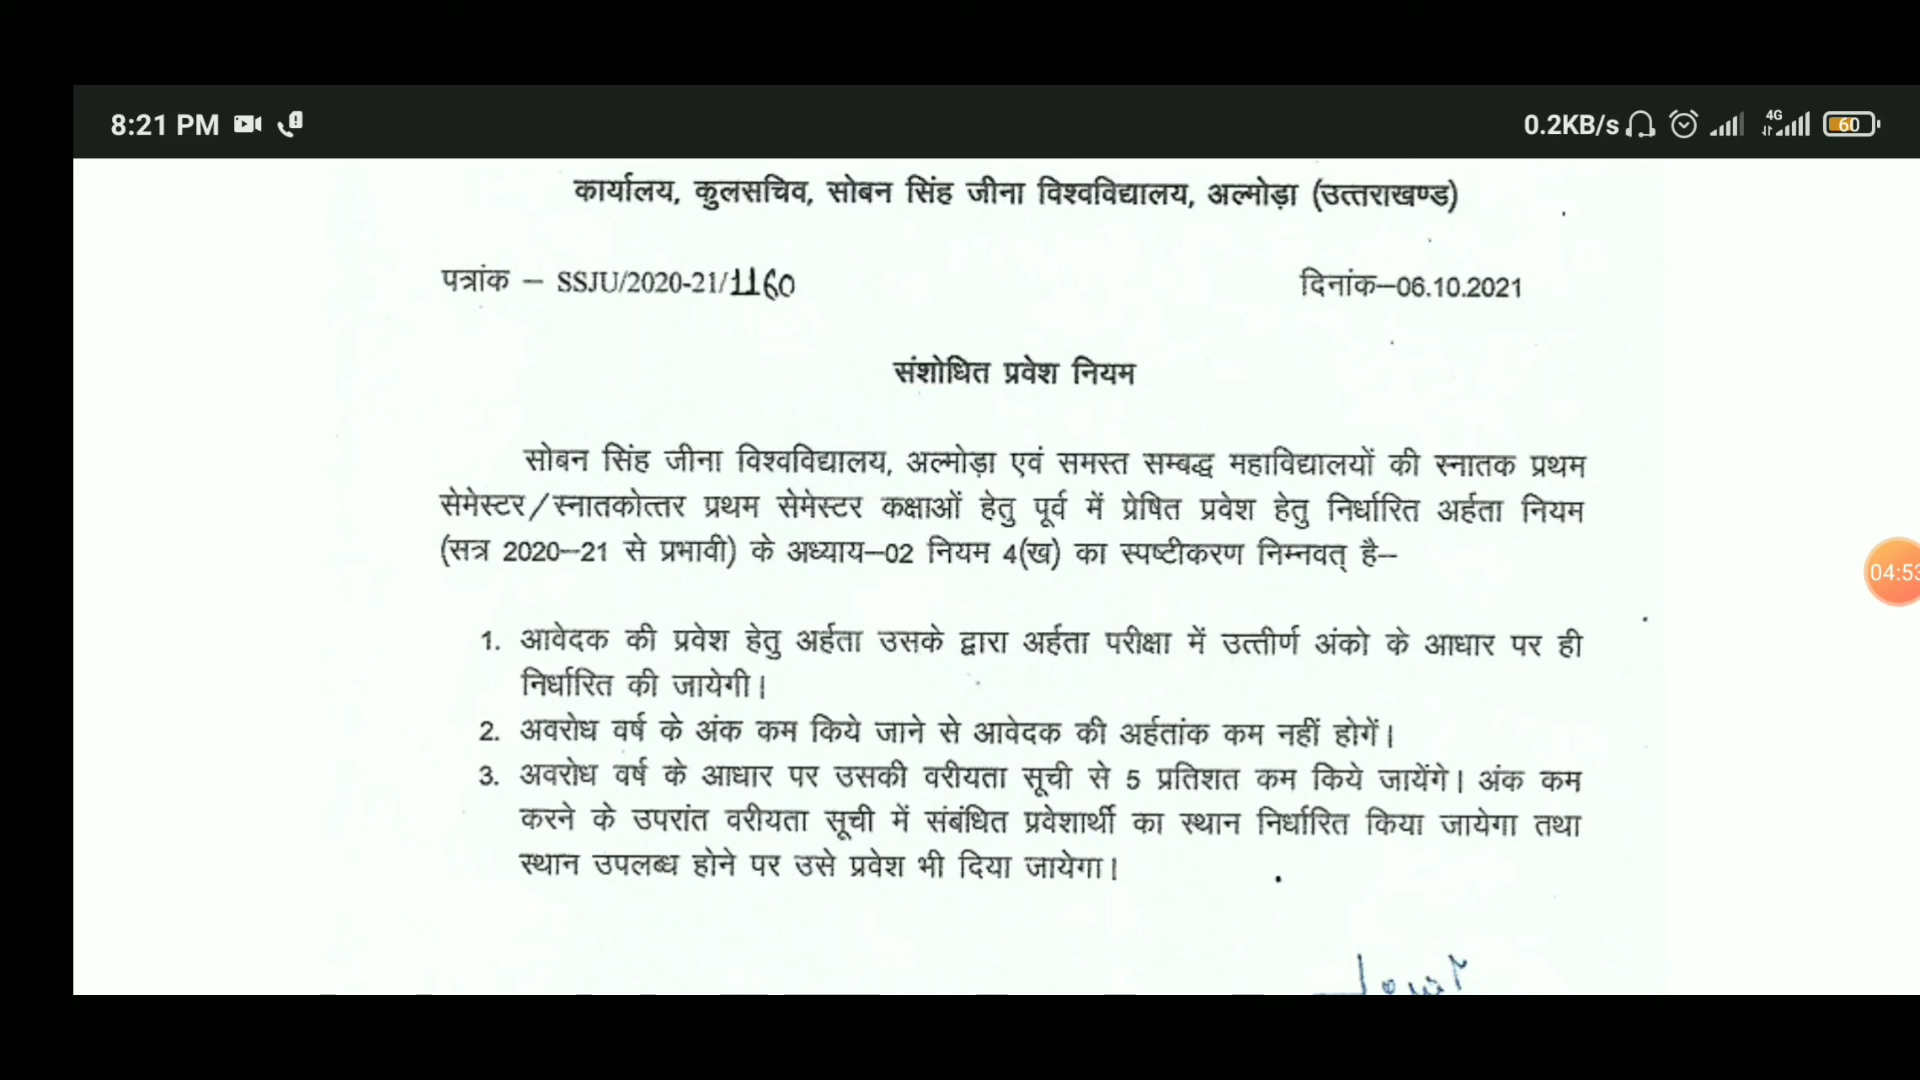 8:21 PM
0.2KB/s 4G 60
कार्यालय, कुलसचिव, सोबन सिंह जीना विश्वविद्यालय, अल्मोड़ा (उत्तराखण्ड)
पत्रांक – SSJU/2020-21/1160
दिनांक–06.10.2021
संशोधित प्रवेश नियम
सोबन सिंह जीना विश्वविद्यालय, अल्मोड़ा एवं समस्त सम्बद्ध महाविद्यालयों की स्नातक प्रथम
सेमेस्टर/स्नातकोत्तर प्रथम सेमेस्टर कक्षाओं हेतु पूर्व में प्रेषित प्रवेश हेतु निर्धारित अर्हता नियम
(सत्र 2020–21 से प्रभावी) के अध्याय–02 नियम 4(ख) का स्पष्टीकरण निम्नवत् है–
04:53
1. आवेदक की प्रवेश हेतु अर्हता उसके द्वारा अर्हता परीक्षा में उत्तीर्ण अंको के आधार पर ही
निर्धारित की जायेगी।
2. अवरोध वर्ष के अंक कम किये जाने से आवेदक की अर्हतांक कम नहीं होगें।
3. अवरोध वर्ष के आधार पर उसकी वरीयता सूची से 5 प्रतिशत कम किये जायेंगे। अंक कम
करने के उपरांत वरीयता सूची में संबंधित प्रवेशार्थी का स्थान निर्धारित किया जायेगा तथा
स्थान उपलब्ध होने पर उसे प्रवेश भी दिया जायेगा।